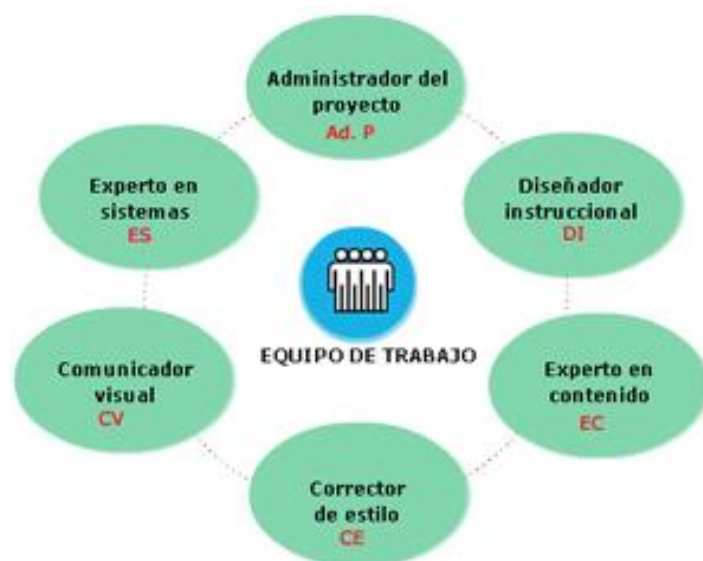 Administrador del
proyecto
Ad. P
Experto en
sistemas
ES
Diseñador
instruccional
DI
EQUIPO DE TRABAJO
Comunicador
visual
CV
Experto en
contenido
EC
Corrector
de estilo
CE